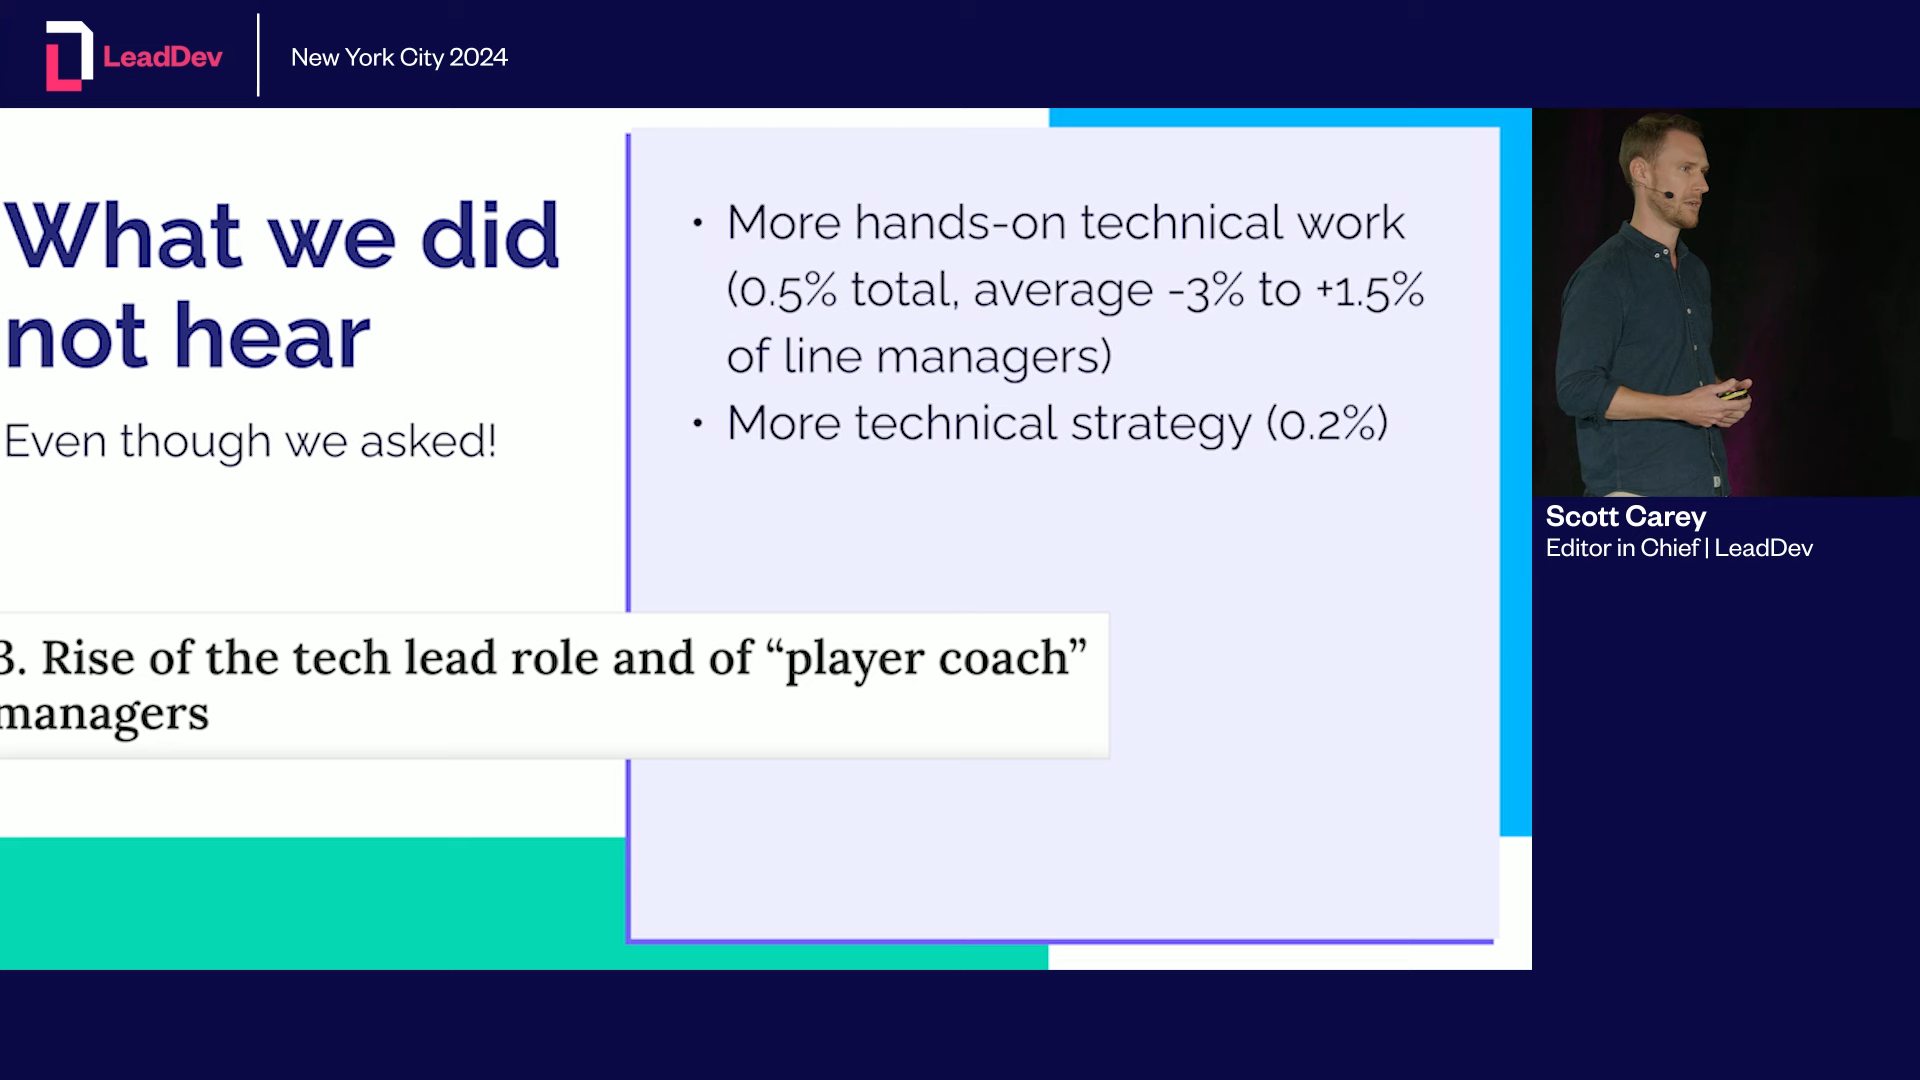 LeadDev
New York City 2024
What we did
not hear
Even though we asked!
• More hands-on technical work
(0.5% total, average -3% to +1.5%
of line managers)
• More technical strategy (0.2%)
3. Rise of the tech lead role and of “player coach”
managers
Scott Carey
Editor in Chief | LeadDev